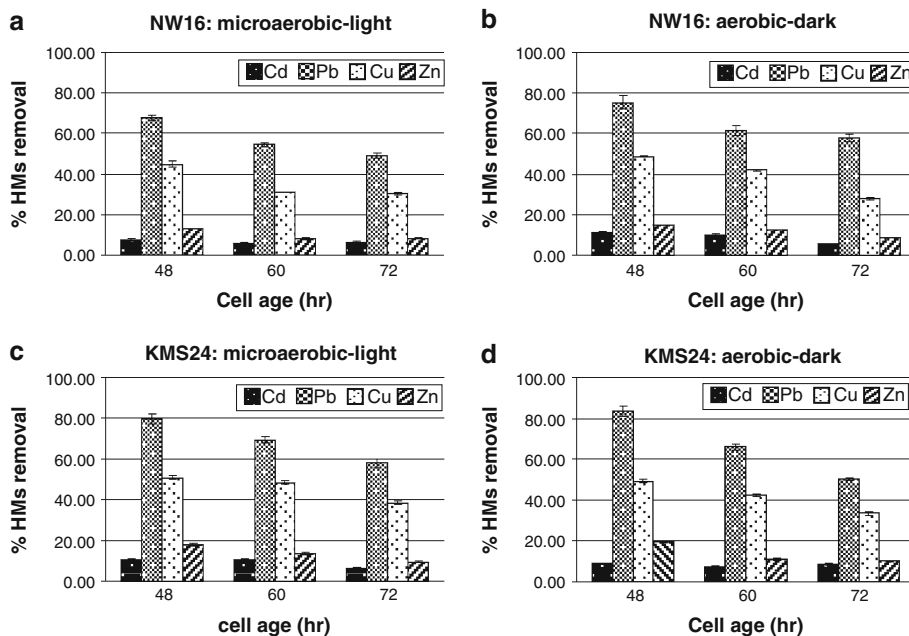 a NW16: microaerobic-light
100.00
80.00
60.00
40.00
20.00
0.00
% HMs removal
Cd Pb Cu Zn
48 60 72
Cell age (hr)
b NW16: aerobic-dark
100.00
80.00
60.00
40.00
20.00
0.00
% HMs removal
Cd Pb Cu Zn
48 60 72
Cell age (hr)
c KMS24: microaerobic-light
100.00
80.00
60.00
40.00
20.00
0.00
% HMs removal
Cd Pb Cu Zn
48 60 72
cell age (hr)
d KMS24: aerobic-dark
100.00
80.00
60.00
40.00
20.00
0.00
% HMs removal
Cd Pb Cu Zn
48 60 72
Cell age (hr)